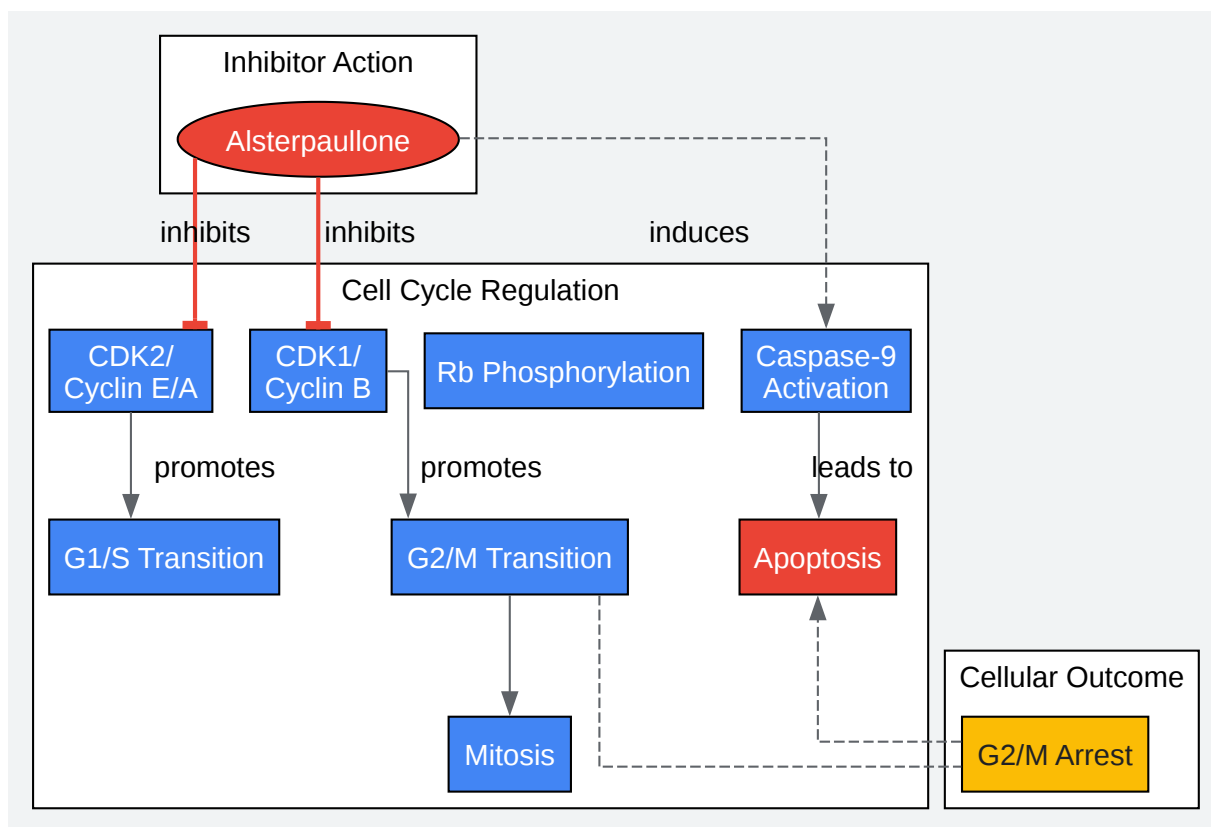 Inhibitor Action
Alsterpaullone
inhibits
inhibits
induces
Cell Cycle Regulation
CDK2/
Cyclin E/A
CDK1/
Cyclin B
Rb Phosphorylation
Caspase-9
Activation
promotes
promotes
leads to
G1/S Transition
G2/M Transition
Apoptosis
Cellular Outcome
Mitosis
G2/M Arrest